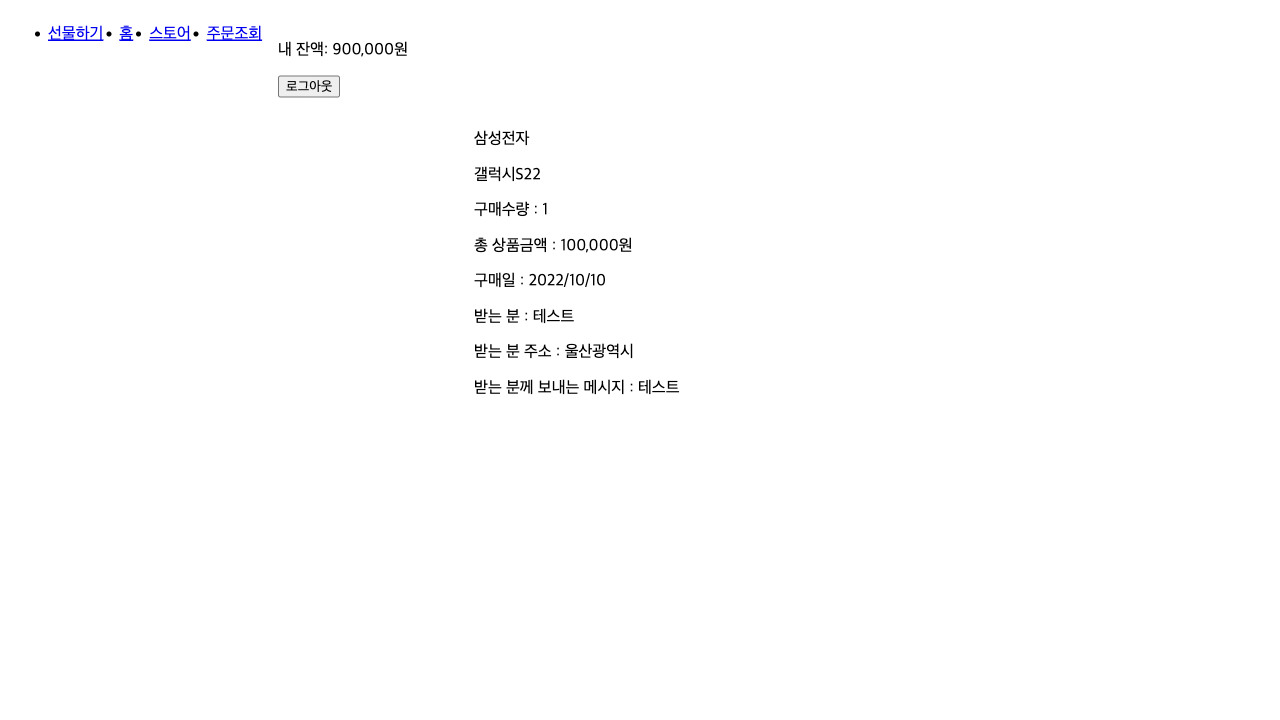 선물하기 홈 스토어 주문조회
내 잔액: 900,000원
로그아웃
삼성전자
갤럭시S22
구매수량 : 1
총 상품금액 : 100,000원
구매일 : 2022/10/10
받는 분 : 테스트
받는 분 주소 : 울산광역시
받는 분께 보내는 메시지 : 테스트